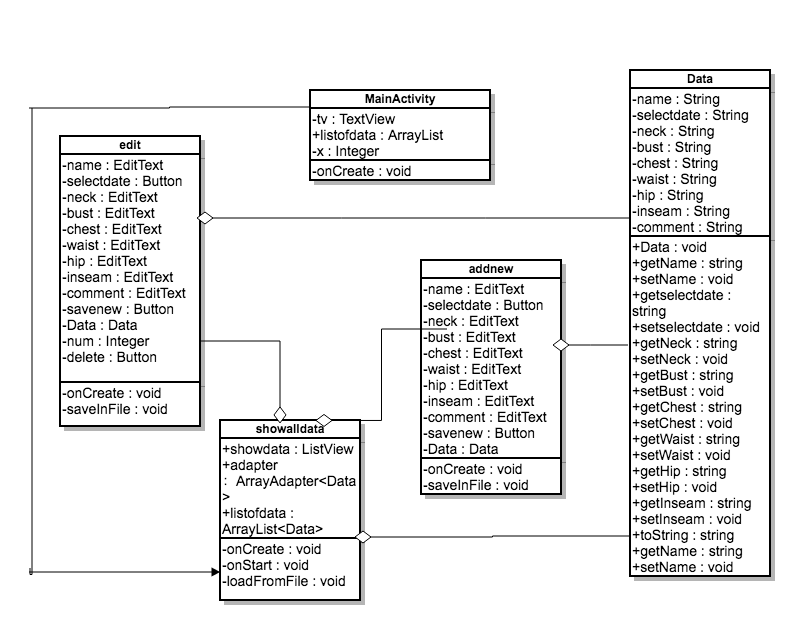 MainActivity
-tv : TextView
+listofdata : ArrayList
-x : Integer
-onCreate : void
edit
-name : EditText
-selectdate : Button
-neck : EditText
-bust : EditText
-chest : EditText
-waist : EditText
-hip : EditText
-inseam : EditText
-comment : EditText
-savenew : Button
-Data : Data
-num : Integer
-delete : Button
-onCreate : void
-saveInFile : void
showalldata
+showdata : ListView
+adapter
: ArrayAdapter<Data
>
+listofdata :
ArrayList<Data>
-onCreate : void
-onStart : void
-loadFromFile : void
addnew
-name : EditText
-selectdate : Button
-neck : EditText
-bust : EditText
-chest : EditText
-waist : EditText
-hip : EditText
-inseam : EditText
-comment : EditText
-savenew : Button
-Data : Data
-onCreate : void
-saveInFile : void
Data
-name : String
-selectdate : String
-neck : String
-bust : String
-chest : String
-waist : String
-hip : String
-inseam : String
-comment : String
+Data : void
+getName : string
+setName : void
+getselectdate :
string
+setselectdate : void
+getNeck : string
+setNeck : void
+getBust : string
+setBust : void
+getChest : string
+setChest : void
+getWaist : string
+setWaist : void
+getHip : string
+setHip : void
+getInseam : string
+setInseam : void
+toString : string
+getName : string
+setName : void